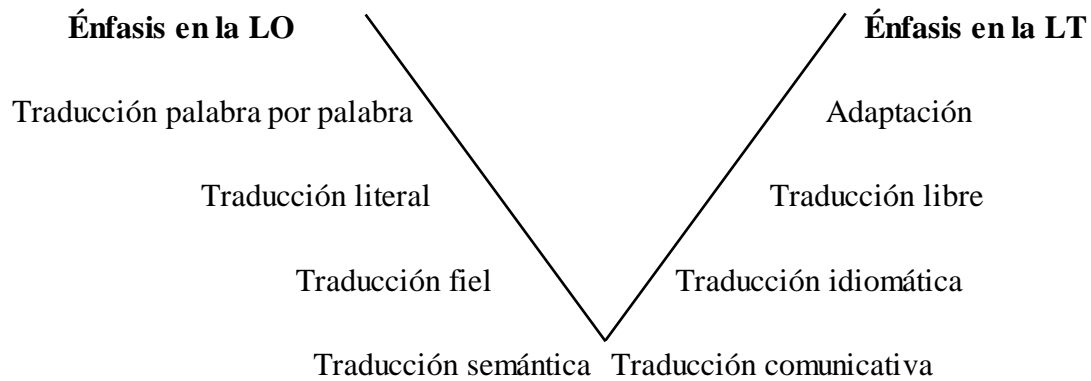 Énfasis en la LO Énfasis en la LT
Traducción palabra por palabra Adaptación
Traducción literal Traducción libre
Traducción fiel Traducción idiomática
Traducción semántica Traducción comunicativa